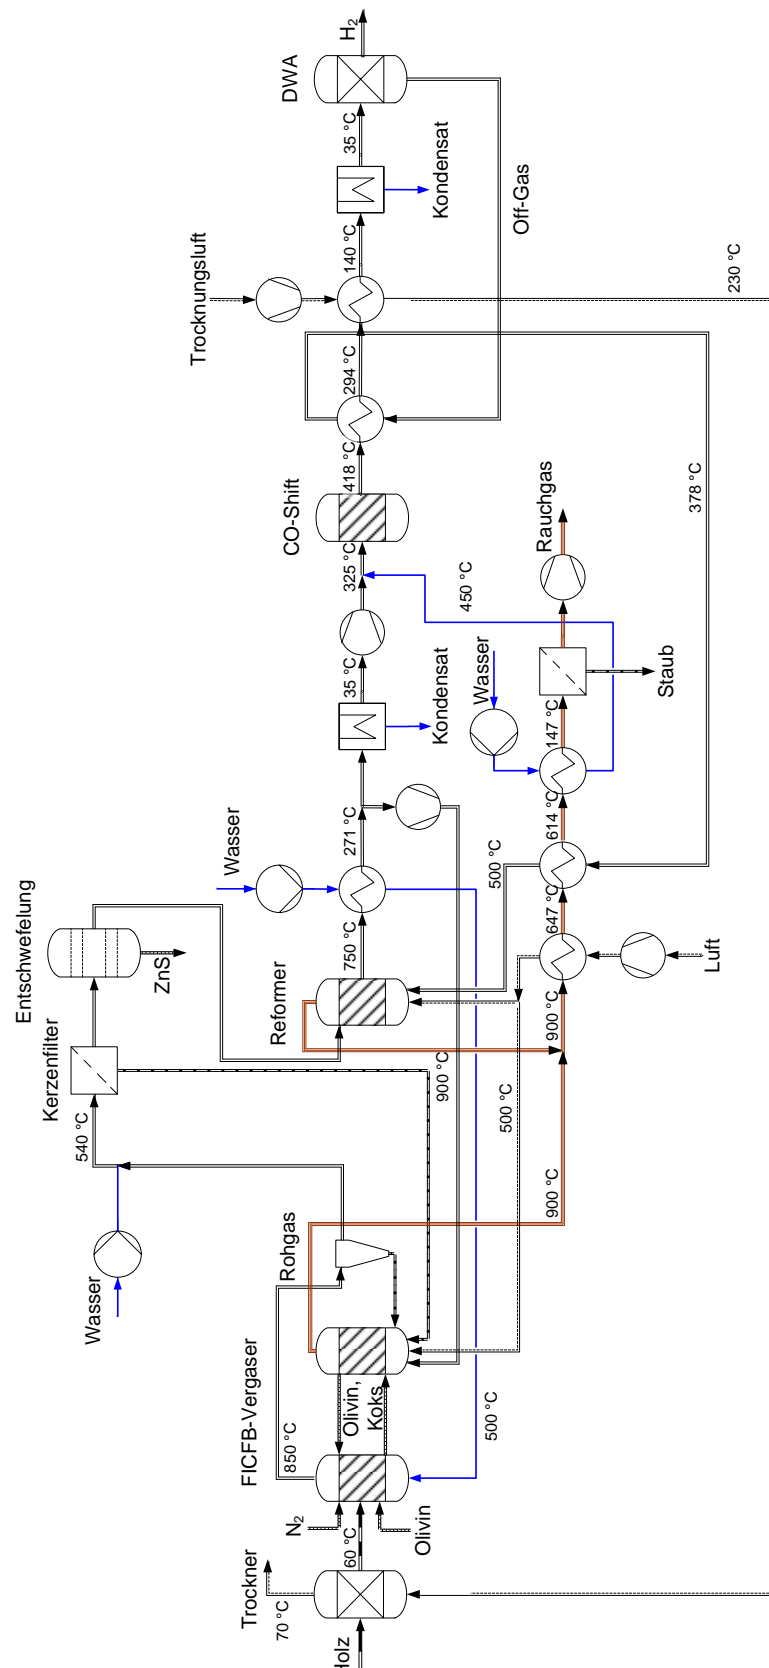 Entschwefelung
Kerzenfilter
540 °C
Wasser
ZnS
Trocknungsluft
Wasser
Trockner
FICFB-Vergaser
70 °C
850 °C
Rohgas
Reformer
CO-Shift
DWA
N₂
Olivin,
Koks
Holz
60 °C
750 °C
271 °C
35 °C
325 °C
418 °C
294 °C
140 °C
35 °C
H₂
Olivin
900 °C
Kondensat
Kondensat
450 °C
Wasser
500 °C
500 °C
500 °C
Off-Gas
900 °C
900 °C
647 °C
614 °C
147 °C
Rauchgas
Staub
378 °C
Luft
230 °C